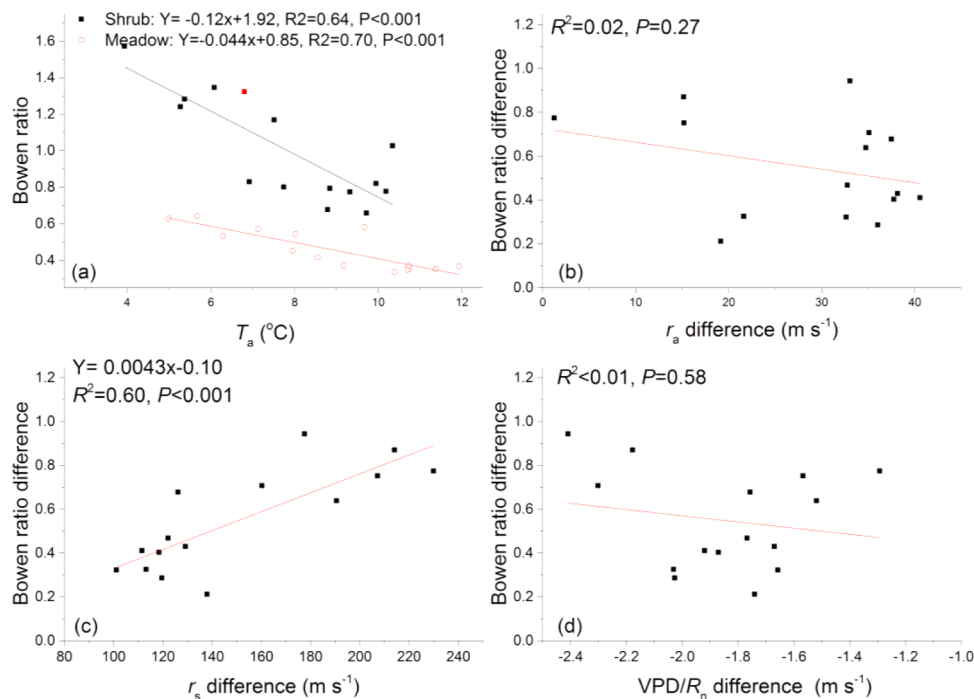 Shrub: Y= -0.12x+1.92, R2=0.64, P<0.001
Meadow: Y=-0.044x+0.85, R2=0.70, P<0.001
1.6
1.4
1.2
1.0
0.8
0.6
0.4
Bowen ratio
(a)
4 6 8 10 12
Ta (°C)
R²=0.02, P=0.27
1.2
1.0
0.8
0.6
0.4
0.2
0.0
Bowen ratio difference
(b)
0 10 20 30 40
ra difference (m s⁻¹)
Y= 0.0043x-0.10
R²=0.60, P<0.001
1.2
1.0
0.8
0.6
0.4
0.2
0.0
Bowen ratio difference
(c)
80 100 120 140 160 180 200 220 240
rs difference (m s⁻¹)
R²<0.01, P=0.58
1.2
1.0
0.8
0.6
0.4
0.2
0.0
Bowen ratio difference
(d)
-2.4 -2.2 -2.0 -1.8 -1.6 -1.4 -1.2 -1.0
VPD/Rn difference (m s⁻¹)